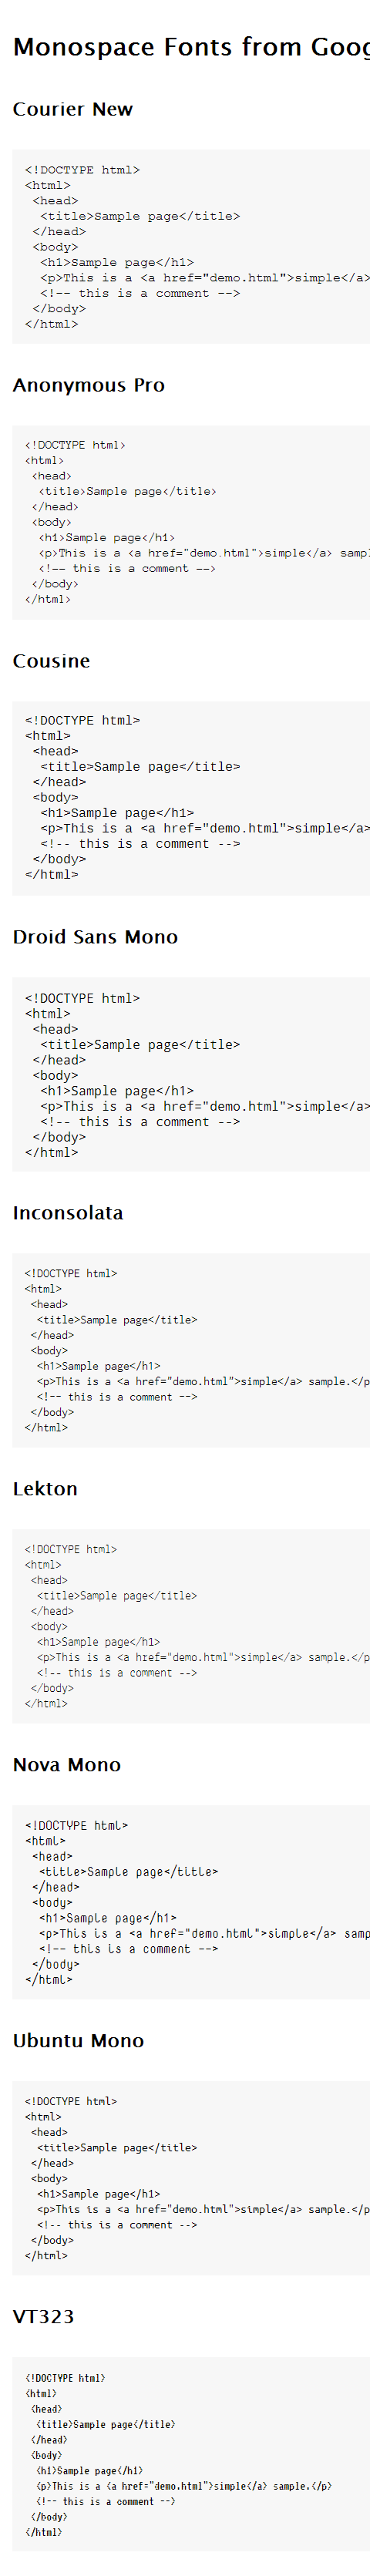 Monospace Fonts from Goog
Courier New
<!DOCTYPE html>
<html>
 <head>
  <title>Sample page</title>
 </head>
 <body>
  <h1>Sample page</h1>
  <p>This is a <a href="demo.html">simple</a>
  <!-- this is a comment -->
 </body>
</html>
Anonymous Pro
<!DOCTYPE html>
<html>
 <head>
  <title>Sample page</title>
 </head>
 <body>
  <h1>Sample page</h1>
  <p>This is a <a href="demo.html">simple</a> sampl
  <!-- this is a comment -->
 </body>
</html>
Cousine
<!DOCTYPE html>
<html>
 <head>
  <title>Sample page</title>
 </head>
 <body>
  <h1>Sample page</h1>
  <p>This is a <a href="demo.html">simple</a>
  <!-- this is a comment -->
 </body>
</html>
Droid Sans Mono
<!DOCTYPE html>
<html>
 <head>
  <title>Sample page</title>
 </head>
 <body>
  <h1>Sample page</h1>
  <p>This is a <a href="demo.html">simple</a>
  <!-- this is a comment -->
 </body>
</html>
Inconsolata
<!DOCTYPE html>
<html>
 <head>
  <title>Sample page</title>
 </head>
 <body>
  <h1>Sample page</h1>
  <p>This is a <a href="demo.html">simple</a> sample.</p
  <!-- this is a comment -->
 </body>
</html>
Lekton
<!DOCTYPE html>
<html>
 <head>
  <title>Sample page</title>
 </head>
 <body>
  <h1>Sample page</h1>
  <p>This is a <a href="demo.html">simple</a> sample.</p
  <!-- this is a comment -->
 </body>
</html>
Nova Mono
<!DOCTYPE html>
<html>
 <head>
  <title>Sample page</title>
 </head>
 <body>
  <h1>Sample page</h1>
  <p>This is a <a href="demo.html">simple</a> samp
  <!-- this is a comment -->
 </body>
</html>
Ubuntu Mono
<!DOCTYPE html>
<html>
 <head>
  <title>Sample page</title>
 </head>
 <body>
  <h1>Sample page</h1>
  <p>This is a <a href="demo.html">simple</a> sample.</p
  <!-- this is a comment -->
 </body>
</html>
VT323
<!DOCTYPE html>
<html>
 <head>
  <title>Sample page</title>
 </head>
 <body>
  <h1>Sample page</h1>
  <p>This is a <a href="demo.html">simple</a> sample.</p>
  <!-- this is a comment -->
 </body>
</html>